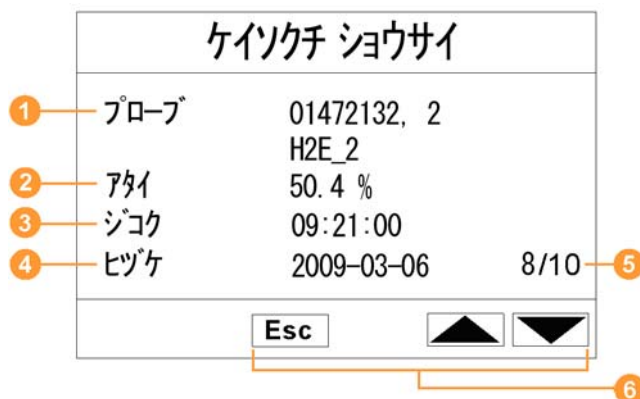 ケイソクチ ショウサイ
1 プローブ 01472132, 2
H2E_2
2 アタイ 50.4 %
3 ジコク 09:21:00
4 ヒヅケ 2009-03-06 8/10 5
Esc
6